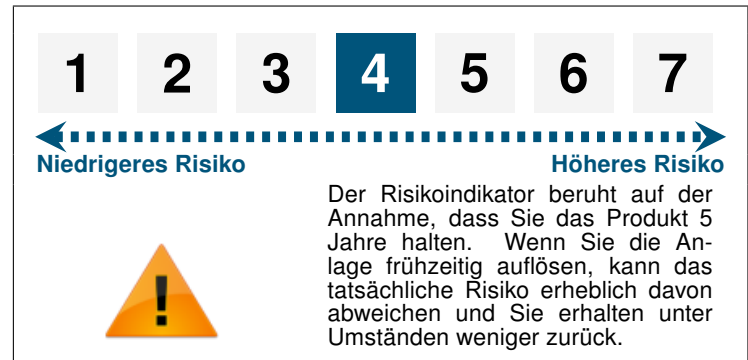 1 2 3 4 5 6 7
Niedrigeres Risiko Höheres Risiko
Der Risikoindikator beruht auf der
Annahme, dass Sie das Produkt 5
Jahre halten. Wenn Sie die An-
lage frühzeitig auflösen, kann das
tatsächliche Risiko erheblich davon
abweichen und Sie erhalten unter
Umständen weniger zurück.
!